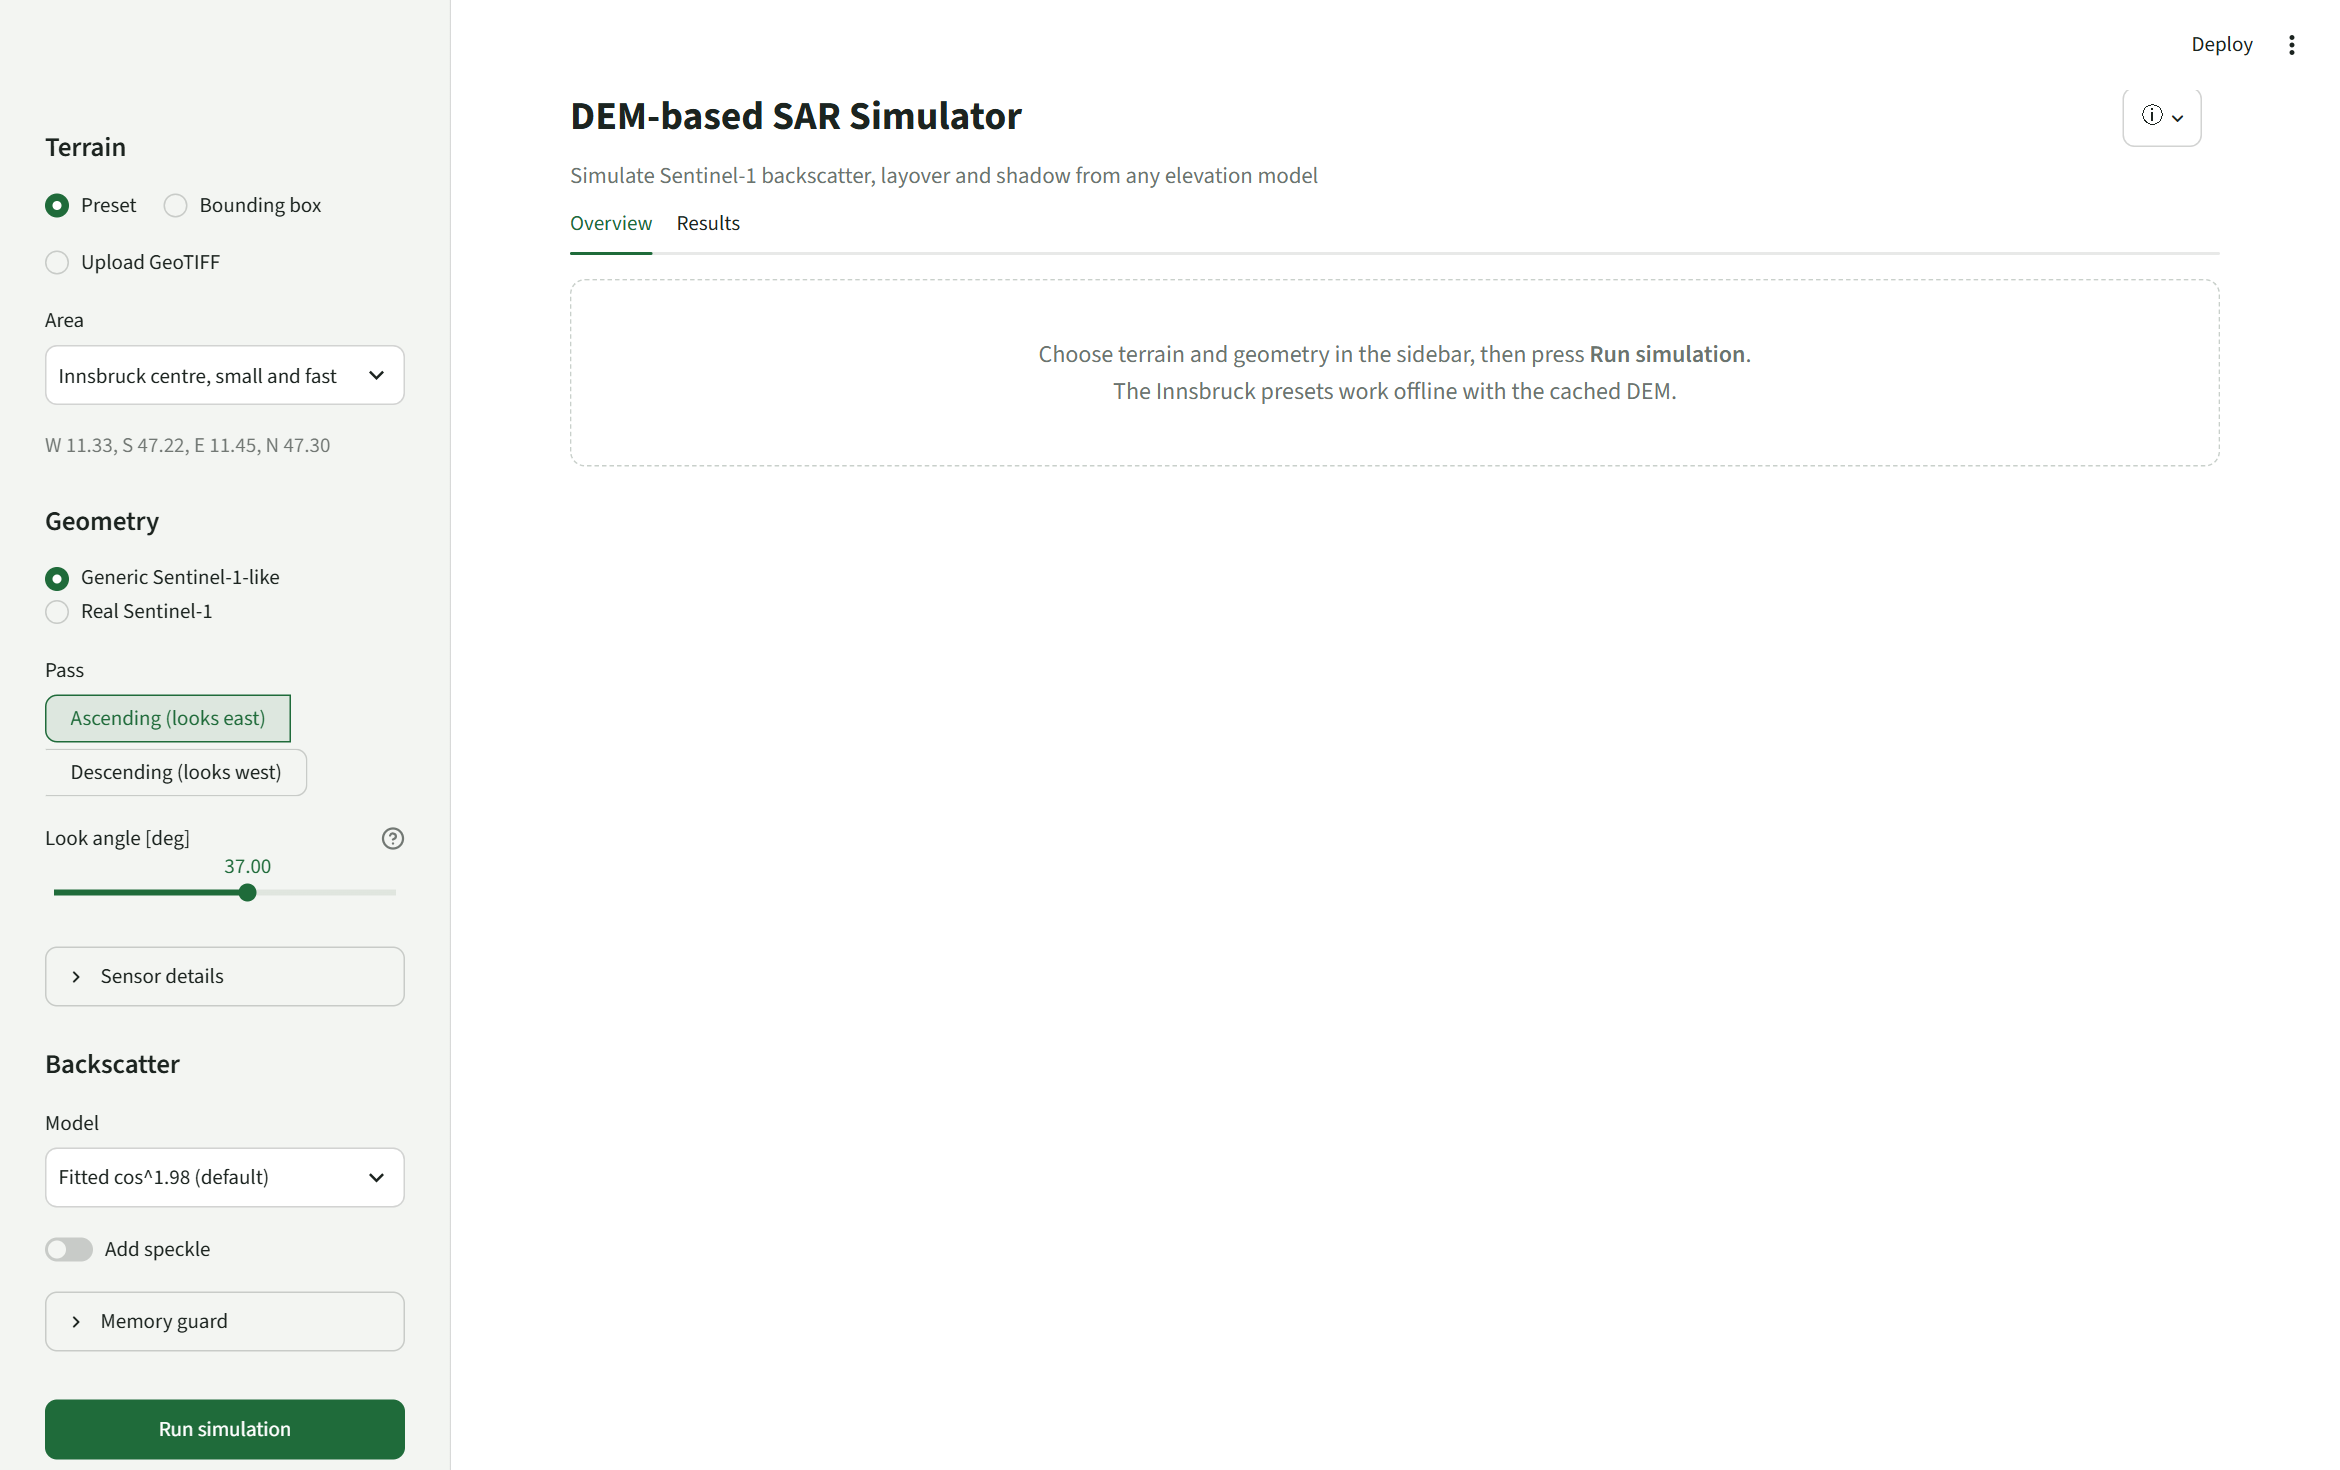 Deploy
Terrain
Preset
Bounding box
Upload GeoTIFF
Area
Innsbruck centre, small and fast
W 11.33, S 47.22, E 11.45, N 47.30
Geometry
Generic Sentinel-1-like
Real Sentinel-1
Pass
Ascending (looks east)
Descending (looks west)
Look angle [deg]
37.00
Sensor details
Backscatter
Model
Fitted cos^1.98 (default)
Add speckle
Memory guard
Run simulation
DEM-based SAR Simulator
Simulate Sentinel-1 backscatter, layover and shadow from any elevation model
Overview Results
Choose terrain and geometry in the sidebar, then press Run simulation.
The Innsbruck presets work offline with the cached DEM.